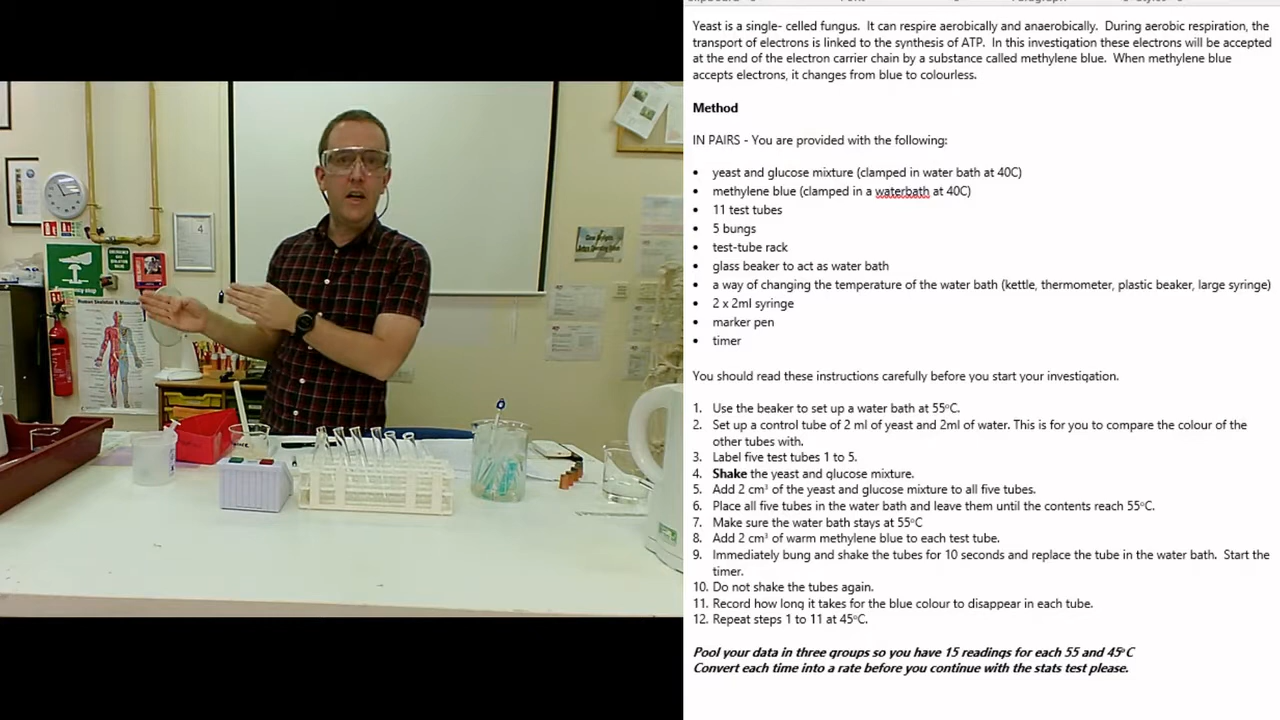 Yeast is a single- celled fungus. It can respire aerobically and anaerobically. During aerobic respiration, the
transport of electrons is linked to the synthesis of ATP. In this investigation these electrons will be accepted
at the end of the electron carrier chain by a substance called methylene blue. When methylene blue
accepts electrons, it changes from blue to colourless.
Method
IN PAIRS - You are provided with the following:
• yeast and glucose mixture (clamped in water bath at 40C)
• methylene blue (clamped in a waterbath at 40C)
• 11 test tubes
• 5 bungs
• test-tube rack
• glass beaker to act as water bath
• a way of changing the temperature of the water bath (kettle, thermometer, plastic beaker, large syringe)
• 2 x 2ml syringe
• marker pen
• timer
You should read these instructions carefully before you start your investigation.
1. Use the beaker to set up a water bath at 55°C.
2. Set up a control tube of 2 ml of yeast and 2ml of water. This is for you to compare the colour of the
other tubes with.
3. Label five test tubes 1 to 5.
4. Shake the yeast and glucose mixture.
5. Add 2 cm³ of the yeast and glucose mixture to all five tubes.
6. Place all five tubes in the water bath and leave them until the contents reach 55°C.
7. Make sure the water bath stays at 55°C
8. Add 2 cm³ of warm methylene blue to each test tube.
9. Immediately bung and shake the tubes for 10 seconds and replace the tube in the water bath. Start the
timer.
10. Do not shake the tubes again.
11. Record how long it takes for the blue colour to disappear in each tube.
12. Repeat steps 1 to 11 at 45°C.
Pool your data in three groups so you have 15 readings for each 55 and 45°C
Convert each time into a rate before you continue with the stats test please.
4